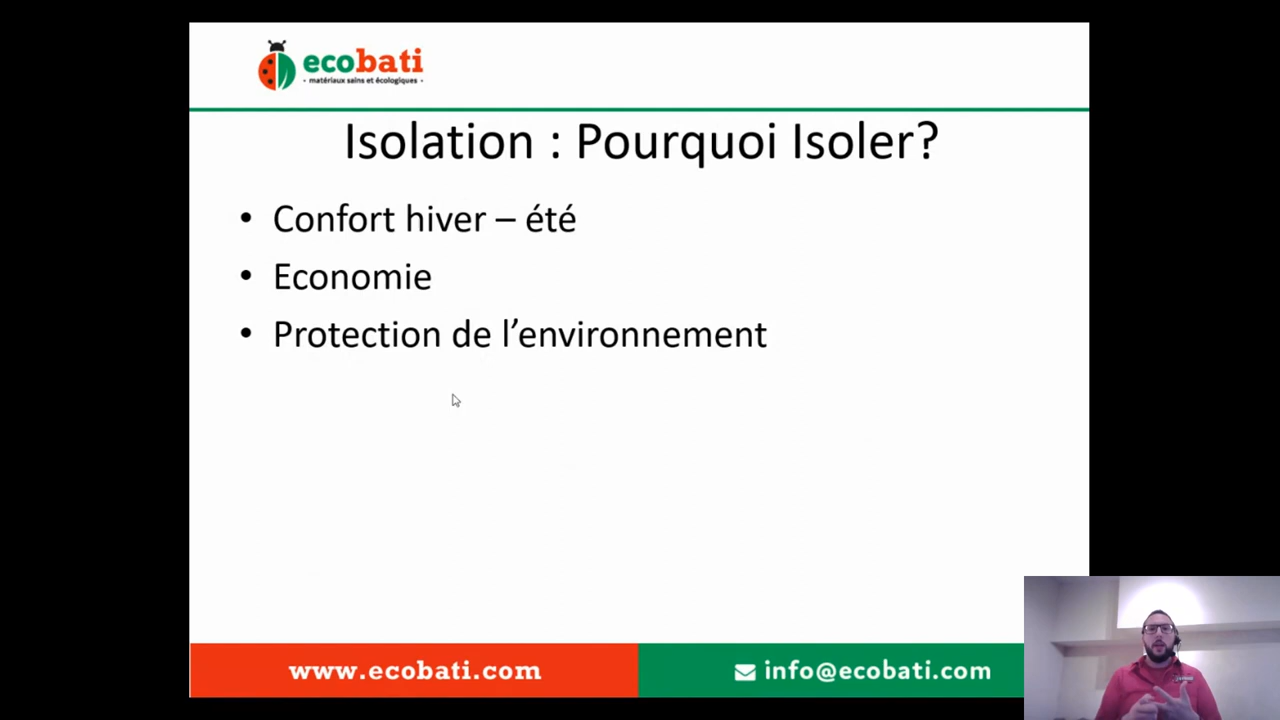 ecobati
• matériaux sains et écologiques •
Isolation : Pourquoi Isoler?
• Confort hiver – été
• Economie
• Protection de l’environnement
www.ecobati.com
info@ecobati.com